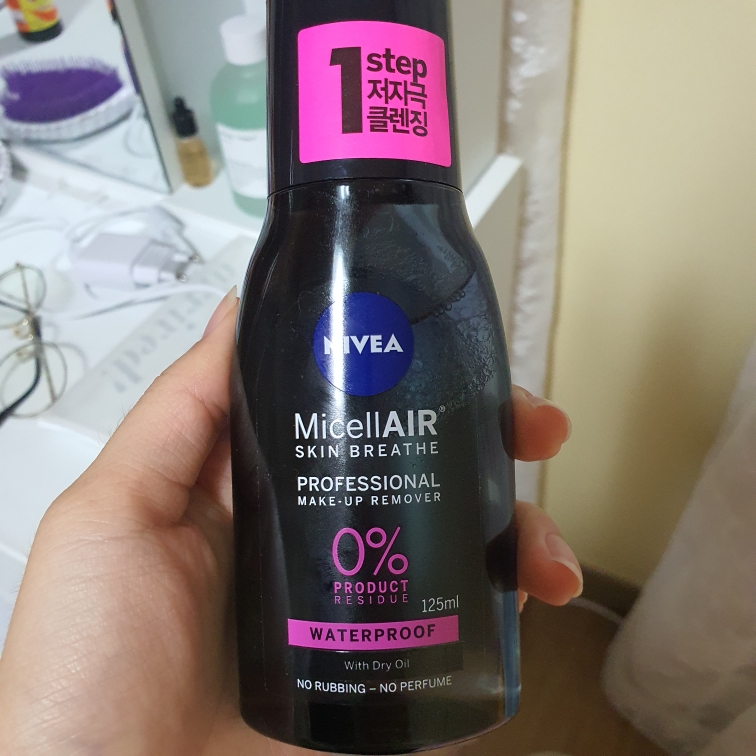 1 step
저자극
클렌징
NIVEA
MicellAIR®
SKIN BREATHE
PROFESSIONAL
MAKE-UP REMOVER
0%
PRODUCT
RESIDUE
125ml
WATERPROOF
With Dry Oil
NO RUBBING – NO PERFUME